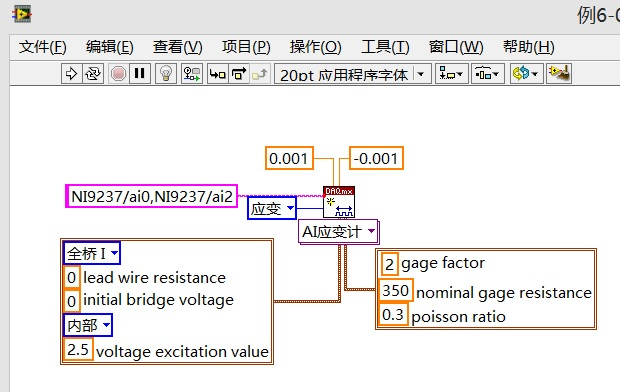 例6-0
文件(F) 编辑(E) 查看(V) 项目(P) 操作(O) 工具(T) 窗口(W) 帮助(H)
20pt 应用程序字体
0.001 -0.001
DAQmx
NI9237/ai0,NI9237/ai2
应变
AI应变计
全桥 I
0 lead wire resistance
0 initial bridge voltage
内部
2.5 voltage excitation value
2 gage factor
350 nominal gage resistance
0.3 poisson ratio